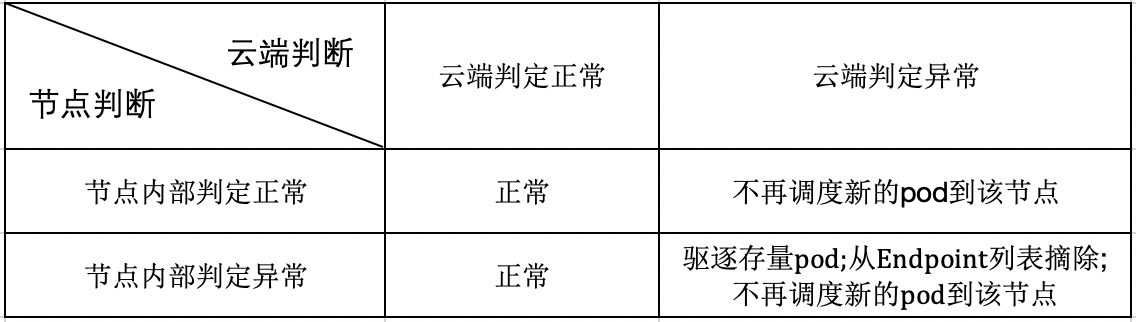 云端判断
节点判断
云端判定正常
云端判定异常
节点内部判定正常
正常
不再调度新的pod到该节点
节点内部判定异常
正常
驱逐存量pod;从Endpoint列表摘除;
不再调度新的pod到该节点